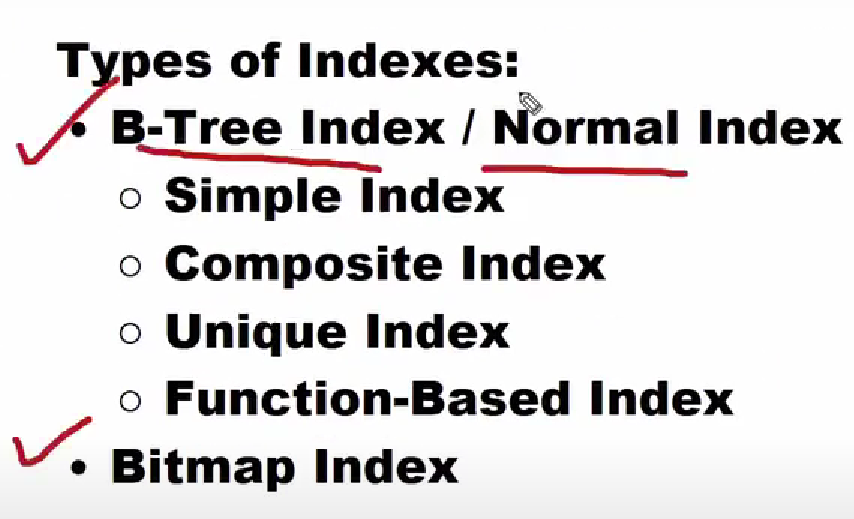 Types of Indexes:
• B-Tree Index / Normal Index
○ Simple Index
○ Composite Index
○ Unique Index
○ Function-Based Index
• Bitmap Index